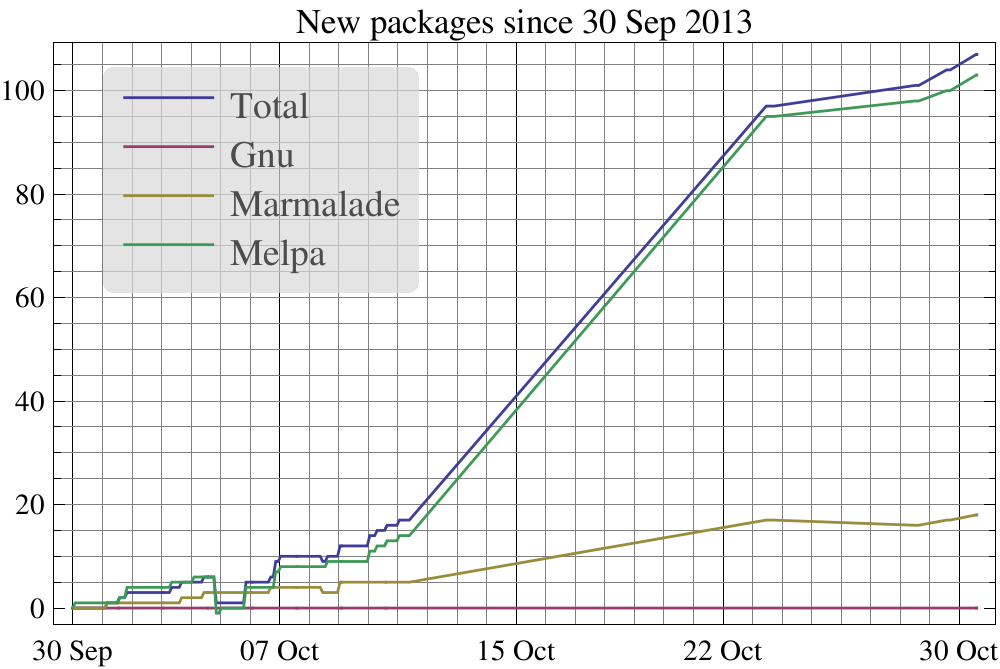 New packages since 30 Sep 2013
100
80
60
40
20
0
Total
Gnu
Marmalade
Melpa
30 Sep 07 Oct 15 Oct 22 Oct 30 Oct